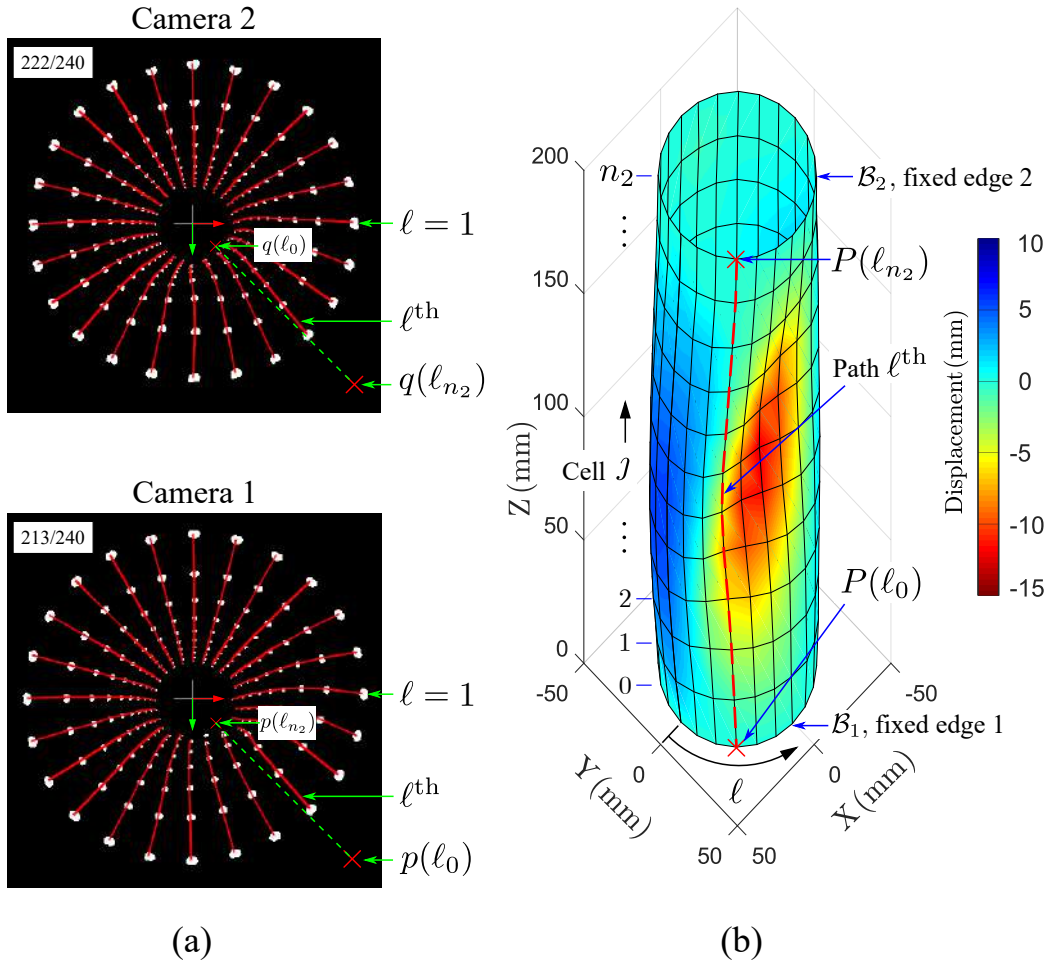 Camera 2
222/240
ℓ = 1
q(ℓ₀)
ℓᵗʰ
q(ℓₙ₂)
Camera 1
213/240
ℓ = 1
p(ℓₙ₂)
ℓᵗʰ
p(ℓ₀)
(a)
200
150
100
50
0
Z (mm)
n₂
⋮
Cell J
⋮
2
1
0
B₂, fixed edge 2
P(ℓₙ₂)
Path ℓᵗʰ
P(ℓ₀)
B₁, fixed edge 1
ℓ
-50
0
50
Y (mm)
-50
0
50
X (mm)
Displacement (mm)
10
5
0
-5
-10
-15
(b)